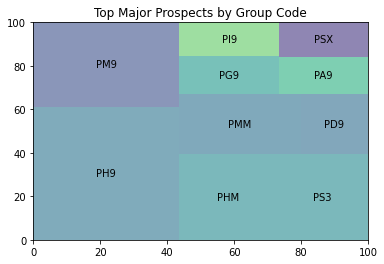 Top Major Prospects by Group Code
100
80
60
40
20
0
PM9
PI9
PSX
PG9
PA9
PMM
PD9
PH9
PHM
PS3
0
20
40
60
80
100